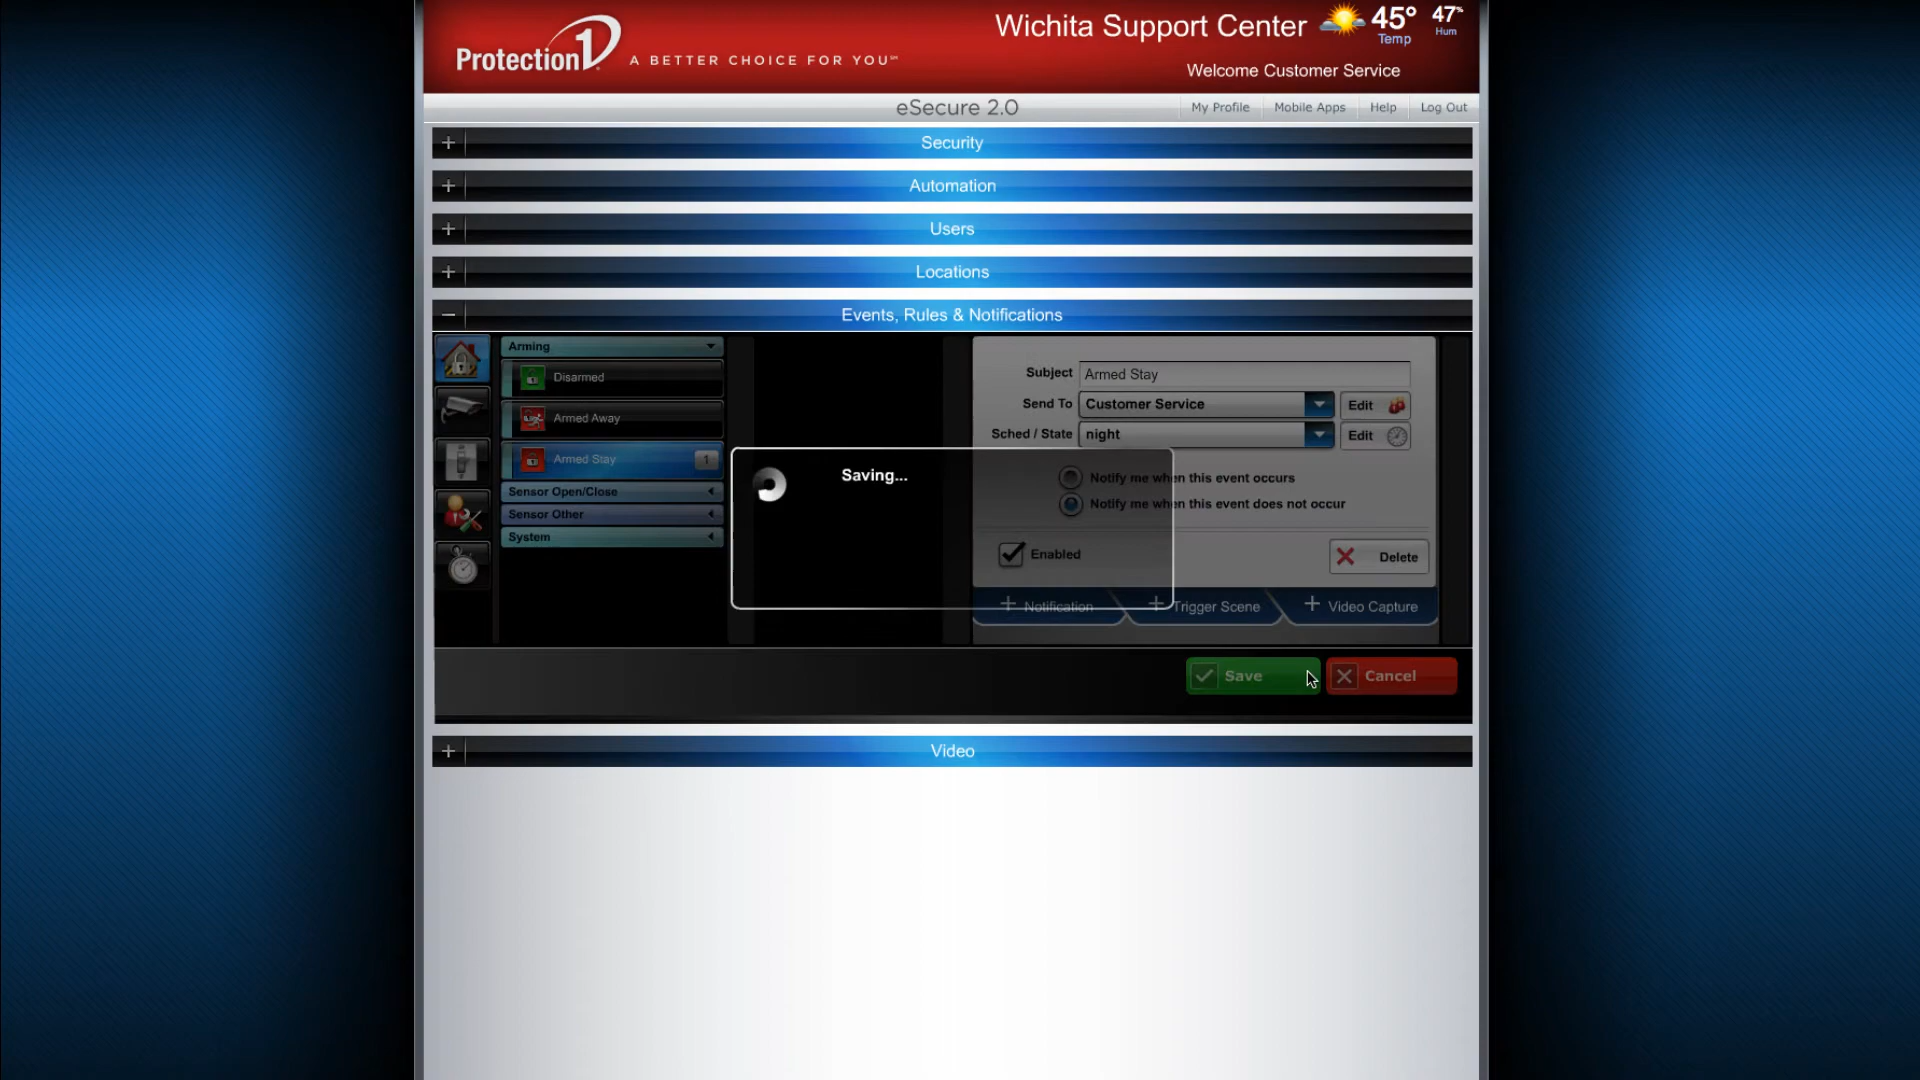 Protection1
A BETTER CHOICE FOR YOU℠
Wichita Support Center
45°
Temp
47%
Hum
Welcome Customer Service
eSecure 2.0
My Profile
Mobile Apps
Help
Log Out
Security
Automation
Users
Locations
Events, Rules & Notifications
Arming
Disarmed
Armed Away
Armed Stay
1
Sensor Open/Close
Sensor Other
System
Saving...
Subject
Armed Stay
Send To
Customer Service
Edit
Sched / State
night
Edit
Notify me when this event occurs
Notify me when this event does not occur
Enabled
Delete
Notification
Trigger Scene
Video Capture
Save
Cancel
Video